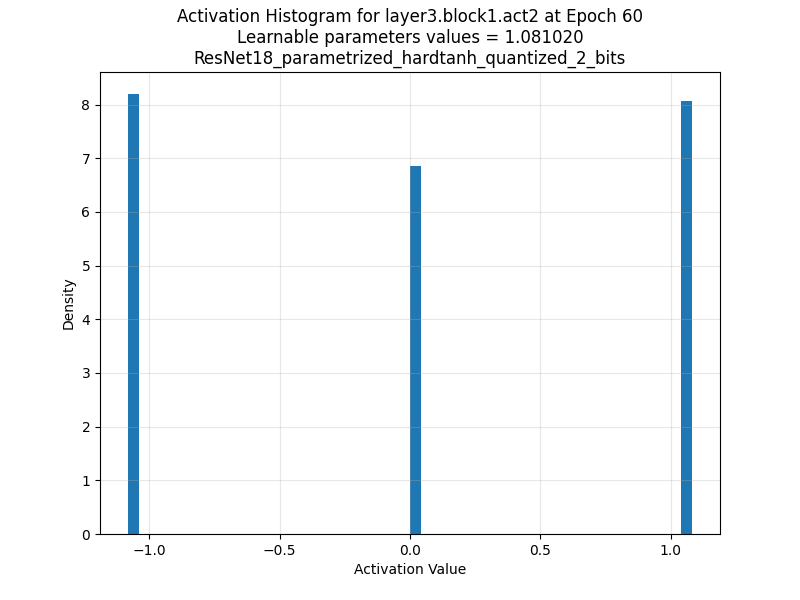 Activation Histogram for layer3.block1.act2 at Epoch 60
Learnable parameters values = 1.081020
ResNet18_parametrized_hardtanh_quantized_2_bits
8
7
6
5
4
3
2
1
0
Density
−1.0
−0.5
0.0
0.5
1.0
Activation Value